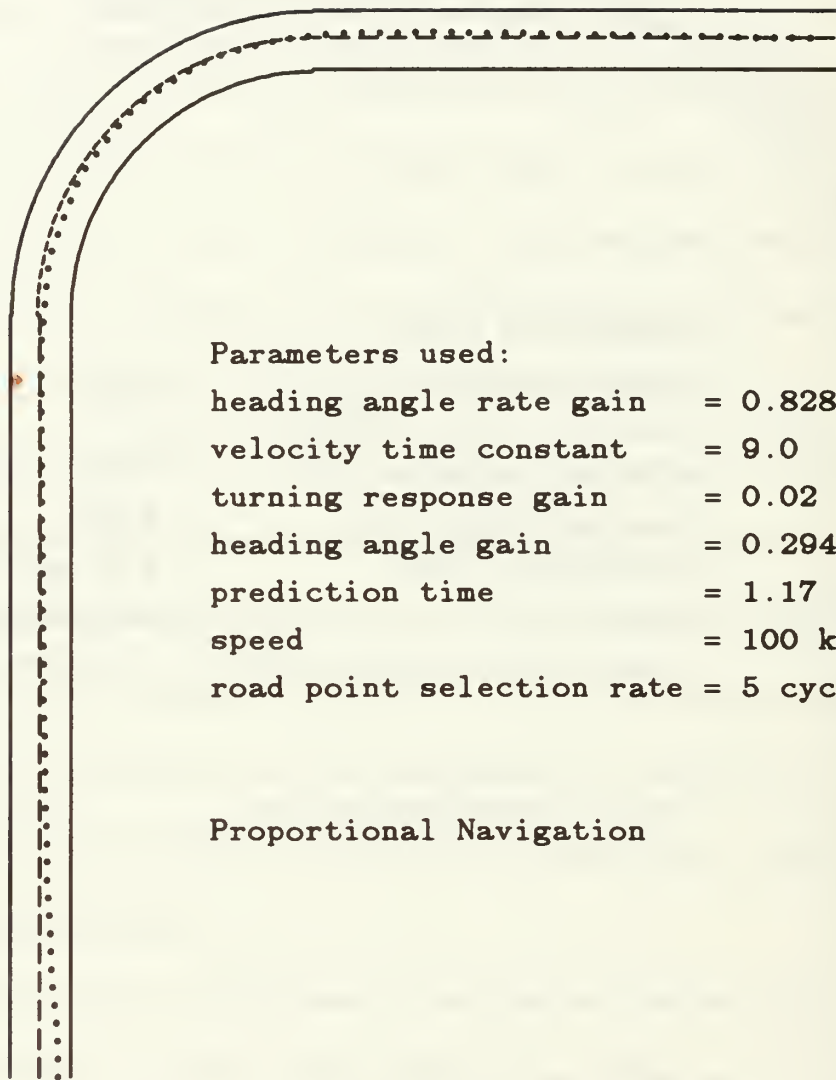 Parameters used:
heading angle rate gain = 0.828
velocity time constant = 9.0
turning response gain = 0.02
heading angle gain = 0.294
prediction time = 1.17
speed = 100 k
road point selection rate = 5 cyc
Proportional Navigation